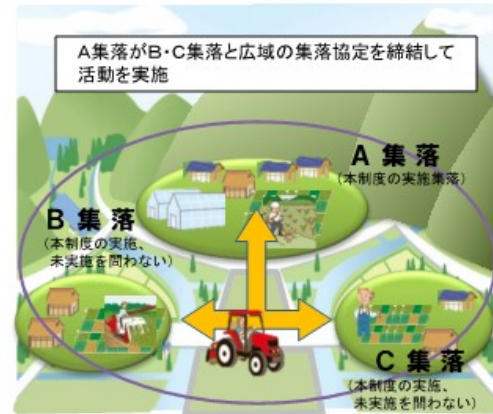 A集落がB・C集落と広域の集落協定を締結して
活動を実施
A 集 落
(本制度の実施集落)
B 集 落
(本制度の実施、
未実施を問わない)
C 集 落
(本制度の実施、
未実施を問わない)